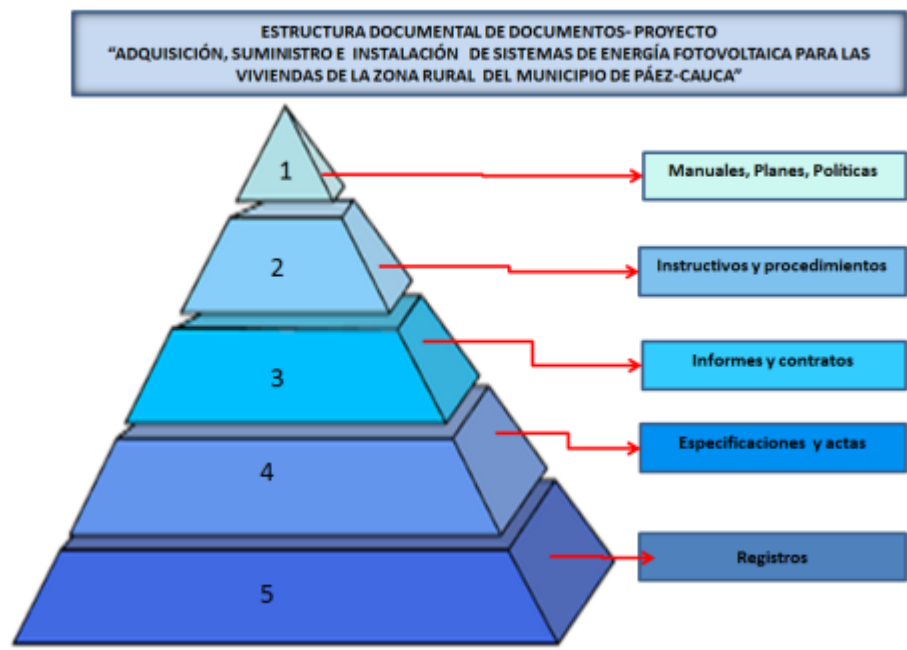 ESTRUCTURA DOCUMENTAL DE DOCUMENTOS- PROYECTO
“ADQUISICIÓN, SUMINISTRO E INSTALACIÓN DE SISTEMAS DE ENERGÍA FOTOVOLTAICA PARA LAS
VIVIENDAS DE LA ZONA RURAL DEL MUNICIPIO DE PÁEZ-CAUCA”
1
Manuales, Planes, Políticas
2
Instructivos y procedimientos
3
Informes y contratos
4
Especificaciones y actas
5
Registros